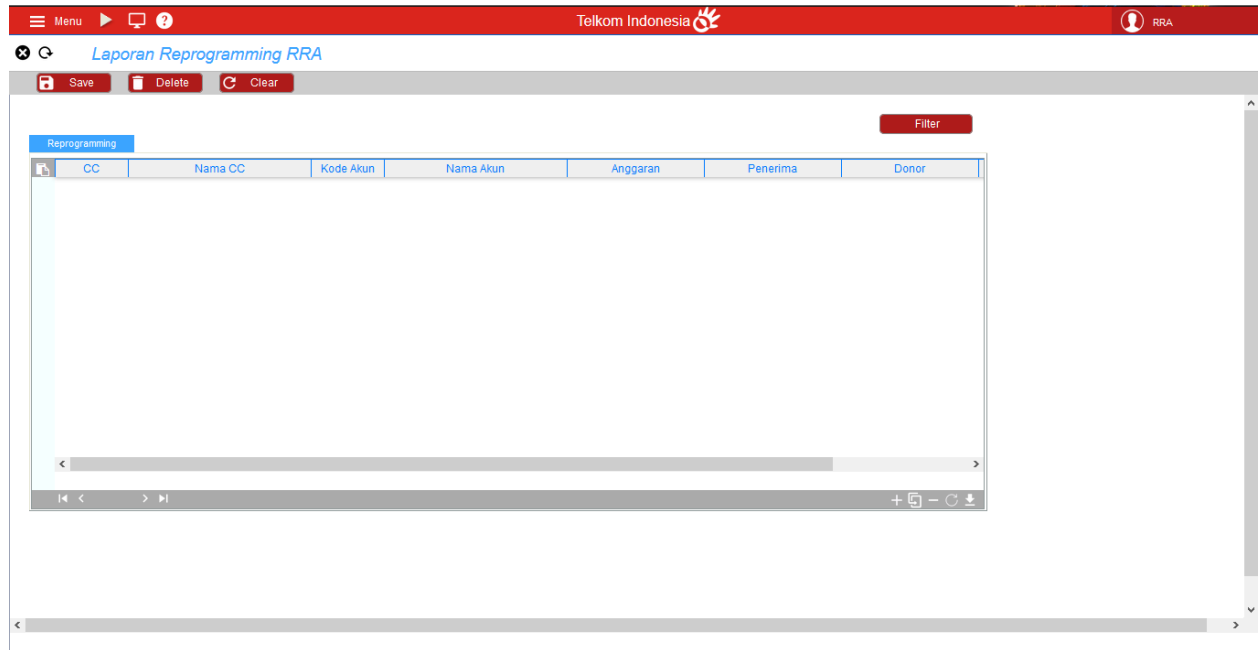 Menu Telkom Indonesia RRA
Laporan Reprogramming RRA
Save Delete Clear
Filter
Reprogramming
CC Nama CC Kode Akun Nama Akun Anggaran Penerima Donor